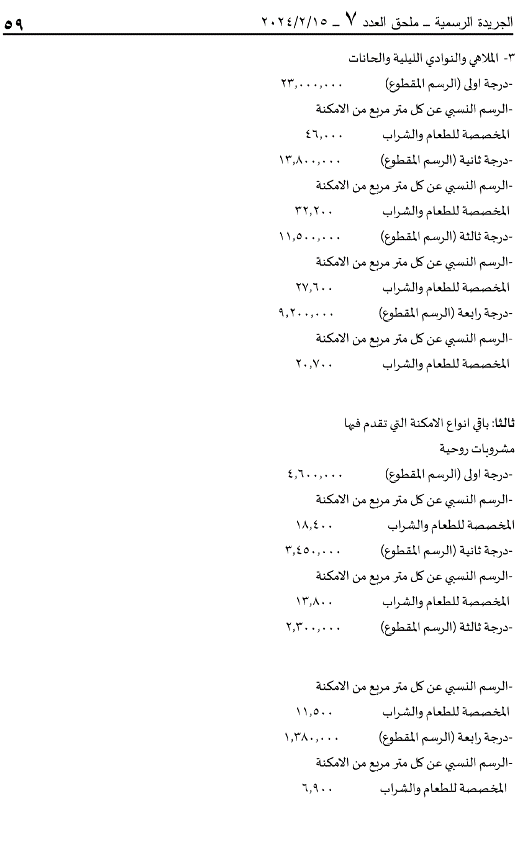 الجريدة الرسمية – ملحق العدد ٧ – ٢٠٢٤/٢/١٥ ٥٩
٣- الملاهي والنوادي الليلية والحانات
-درجة اولى (الرسم المقطوع) ٢٣,٠٠٠,٠٠٠
-الرسم النسبي عن كل متر مربع من الامكنة
المخصصة للطعام والشراب ٤٦,٠٠٠
-درجة ثانية (الرسم المقطوع) ١٣,٨٠٠,٠٠٠
-الرسم النسبي عن كل متر مربع من الامكنة
المخصصة للطعام والشراب ٣٢,٢٠٠
-درجة ثالثة (الرسم المقطوع) ١١,٥٠٠,٠٠٠
-الرسم النسبي عن كل متر مربع من الامكنة
المخصصة للطعام والشراب ٢٧,٦٠٠
-درجة رابعة (الرسم المقطوع) ٩,٢٠٠,٠٠٠
-الرسم النسبي عن كل متر مربع من الامكنة
المخصصة للطعام والشراب ٢٠,٧٠٠
ثالثا: باقي انواع الامكنة التي تقدم فيها
مشروبات روحية
-درجة اولى (الرسم المقطوع) ٤,٦٠٠,٠٠٠
-الرسم النسبي عن كل متر مربع من الامكنة
المخصصة للطعام والشراب ١٨,٤٠٠
-درجة ثانية (الرسم المقطوع) ٣,٤٥٠,٠٠٠
-الرسم النسبي عن كل متر مربع من الامكنة
المخصصة للطعام والشراب ١٣,٨٠٠
-درجة ثالثة (الرسم المقطوع) ٢,٣٠٠,٠٠٠
-الرسم النسبي عن كل متر مربع من الامكنة
المخصصة للطعام والشراب ١١,٥٠٠
-درجة رابعة (الرسم المقطوع) ١,٣٨٠,٠٠٠
-الرسم النسبي عن كل متر مربع من الامكنة
المخصصة للطعام والشراب ٦,٩٠٠